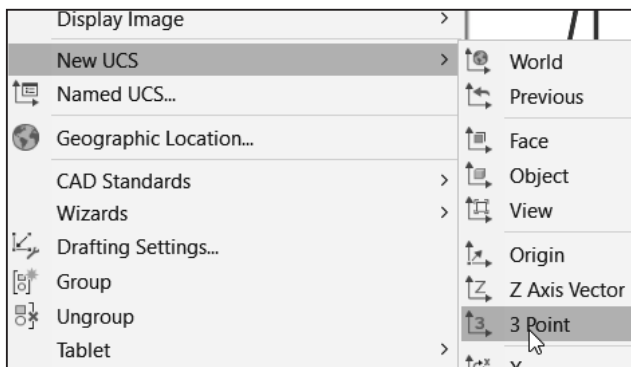 Display Image
New UCS
Named UCS...
Geographic Location...
CAD Standards
Wizards
Drafting Settings...
Group
Ungroup
Tablet
World
Previous
Face
Object
View
Origin
Z Axis Vector
3 Point